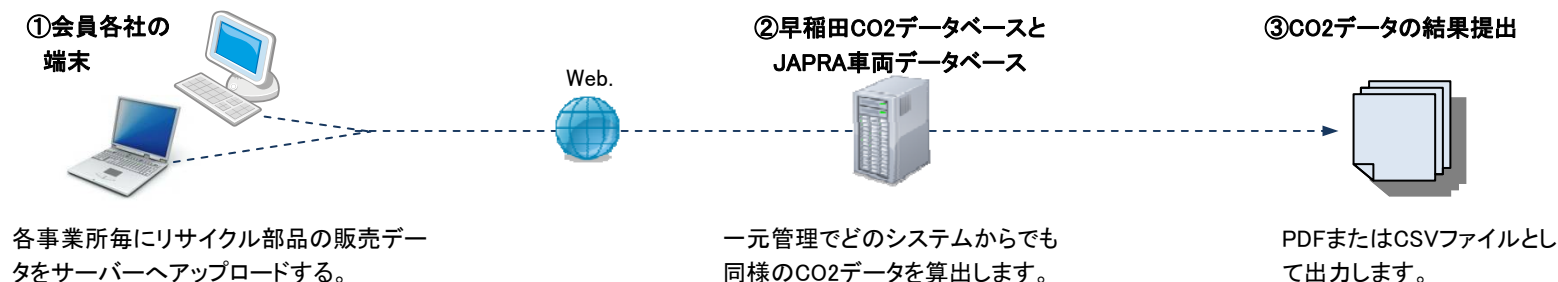 ①会員各社の
端末
Web.
②早稲田CO2データベースと
JAPRA車両データベース
③CO2データの結果提出
各事業所毎にリサイクル部品の販売デー
タをサーバーへアップロードする。
一元管理でどのシステムからでも
同様のCO2データを算出します。
PDFまたはCSVファイルとし
て出力します。